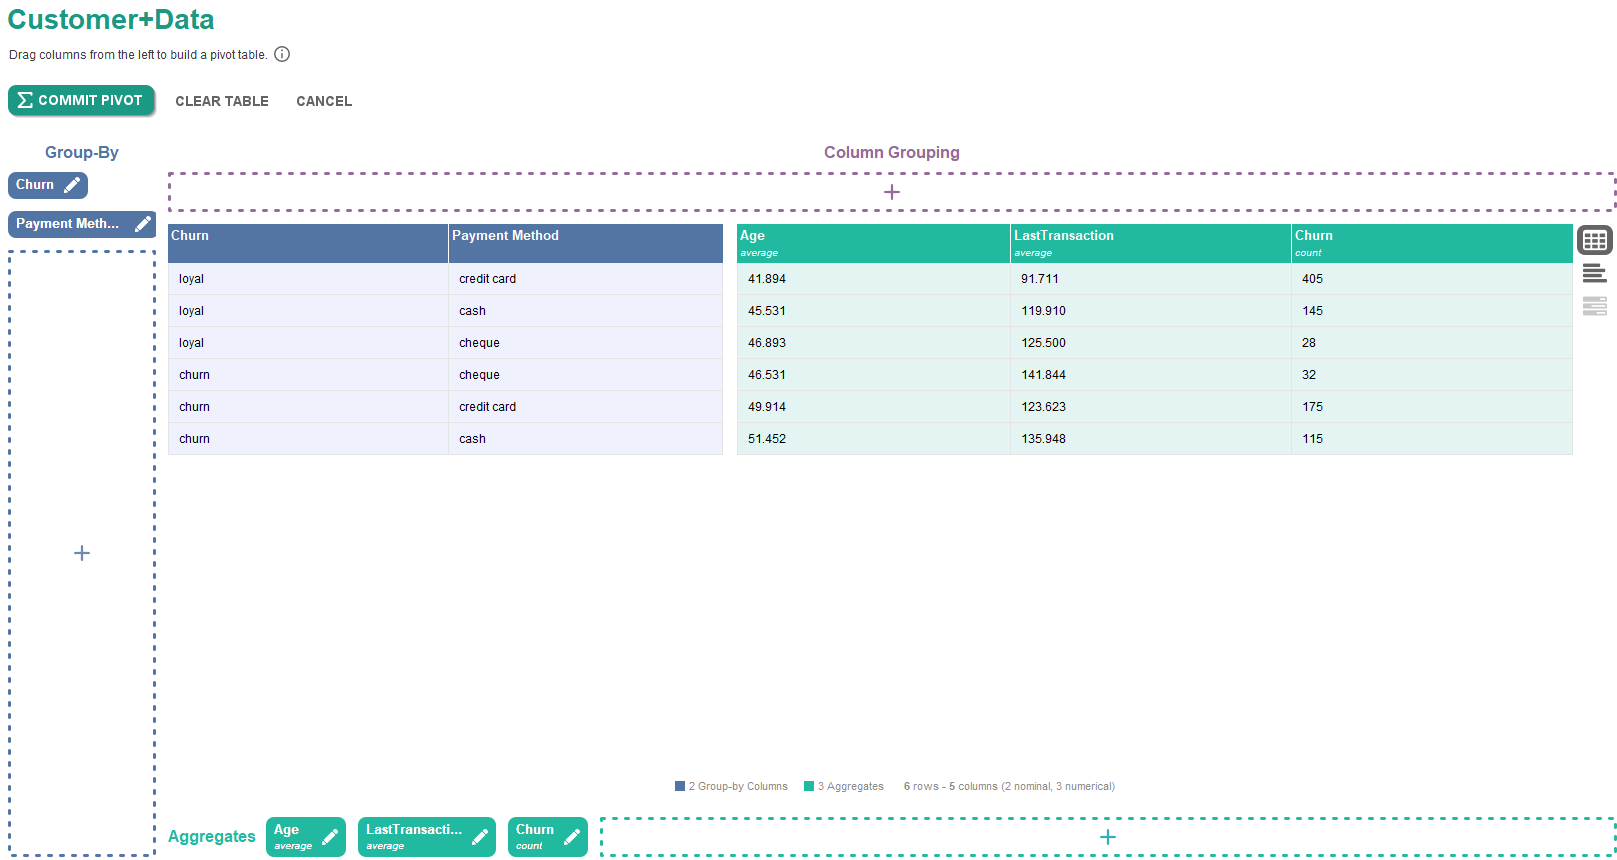 Customer+Data
Drag columns from the left to build a pivot table.
COMMIT PIVOT CLEAR TABLE CANCEL
Group-By Column Grouping
Churn
Payment Meth...
Churn Payment Method Age LastTransaction Churn
average average count
loyal credit card 41.894 91.711 405
loyal cash 45.531 119.910 145
loyal cheque 46.893 125.500 28
churn cheque 46.531 141.844 32
churn credit card 49.914 123.623 175
churn cash 51.452 135.948 115
2 Group-by Columns 3 Aggregates 6 rows - 5 columns (2 nominal, 3 numerical)
Aggregates Age LastTransacti... Churn
average average count